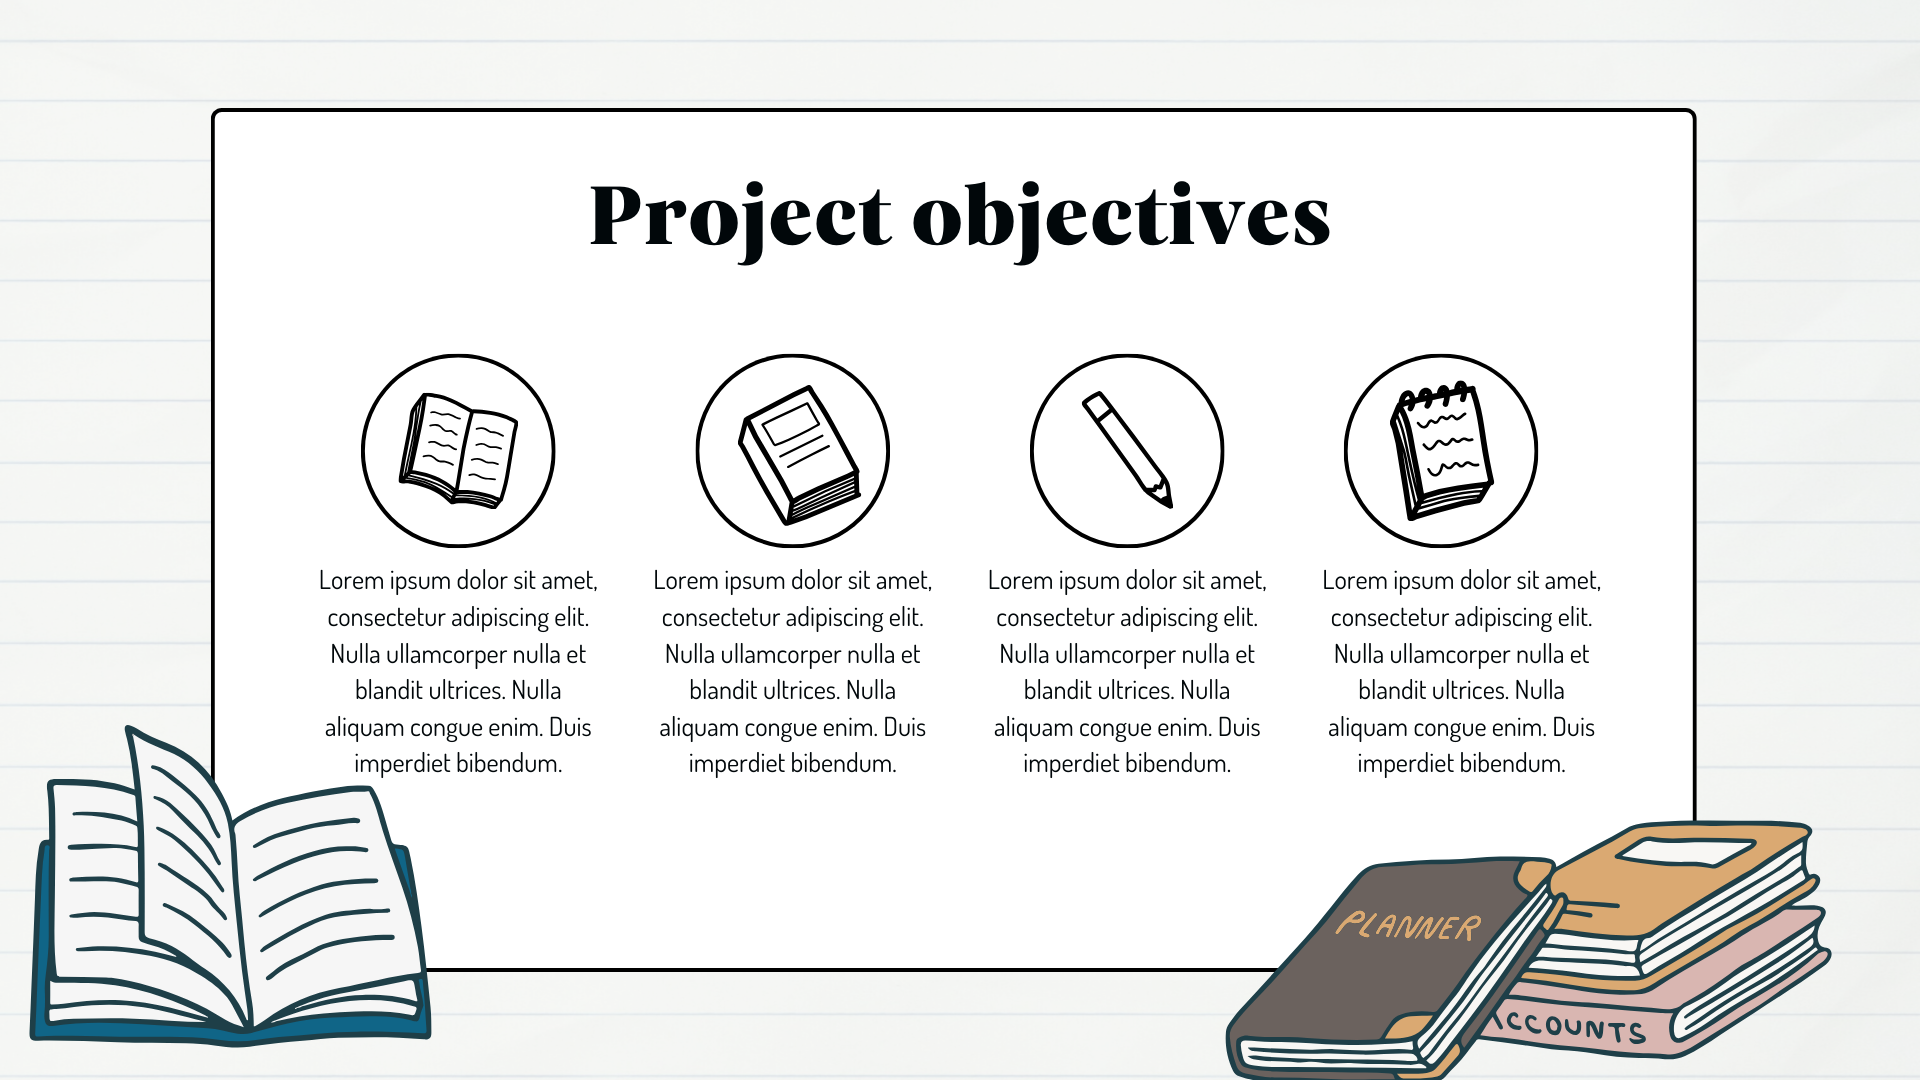 Project objectives
Lorem ipsum dolor sit amet,
consectetur adipiscing elit.
Nulla ullamcorper nulla et
blandit ultrices. Nulla
aliquam congue enim. Duis
imperdiet bibendum.
Lorem ipsum dolor sit amet,
consectetur adipiscing elit.
Nulla ullamcorper nulla et
blandit ultrices. Nulla
aliquam congue enim. Duis
imperdiet bibendum.
Lorem ipsum dolor sit amet,
consectetur adipiscing elit.
Nulla ullamcorper nulla et
blandit ultrices. Nulla
aliquam congue enim. Duis
imperdiet bibendum.
Lorem ipsum dolor sit amet,
consectetur adipiscing elit.
Nulla ullamcorper nulla et
blandit ultrices. Nulla
aliquam congue enim. Duis
imperdiet bibendum.
PLANNER
ACCOUNTS